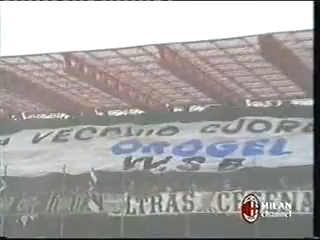 VECCHIO CUORE
OROGEL
W.S.B.
ULTRAS CESENA
MILAN
channel